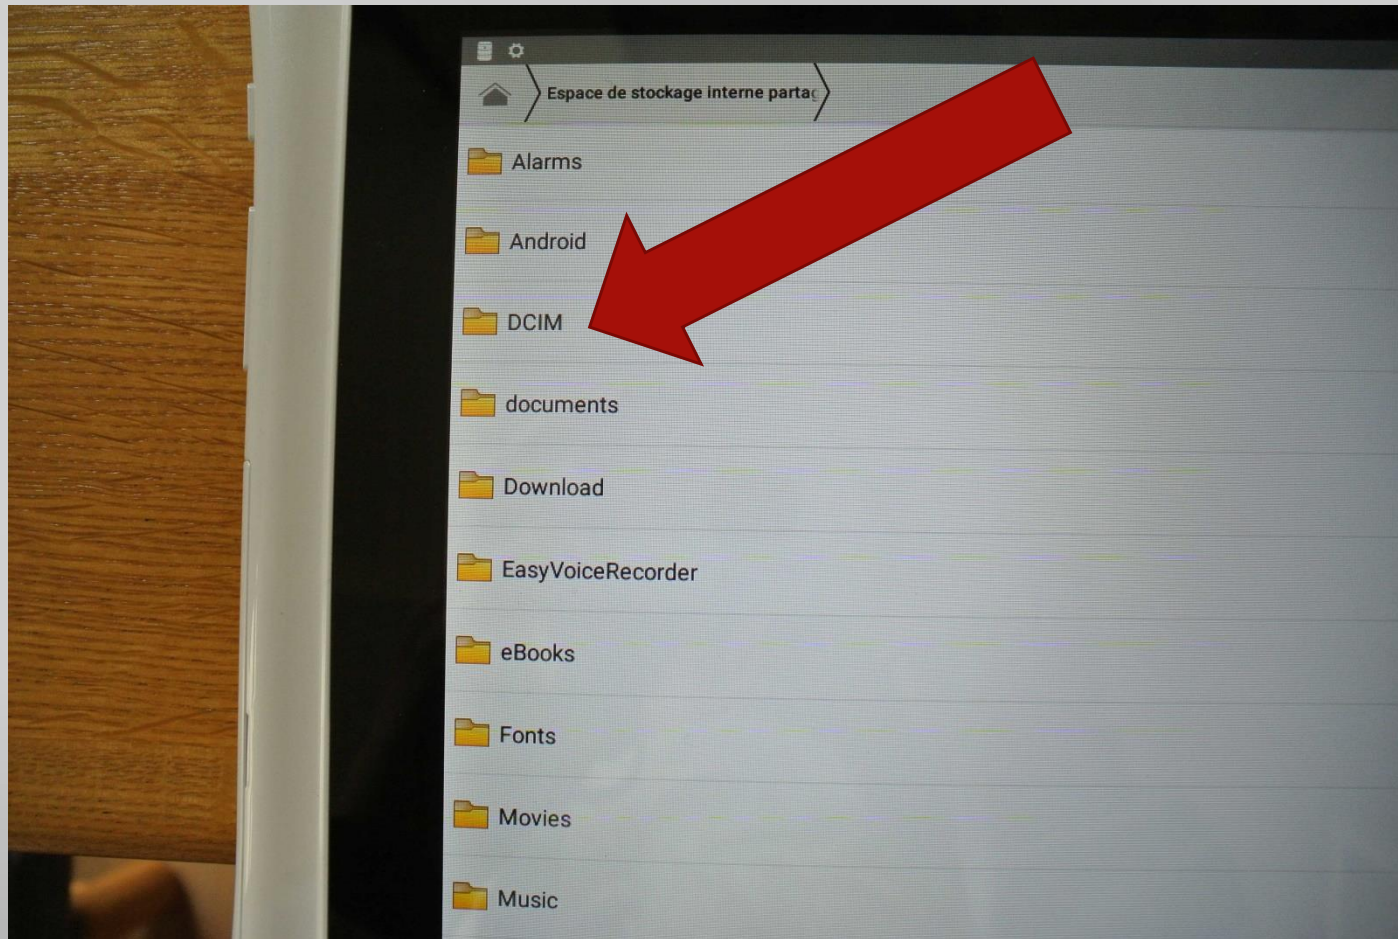 Espace de stockage interne partag
Alarms
Android
DCIM
documents
Download
EasyVoiceRecorder
eBooks
Fonts
Movies
Music